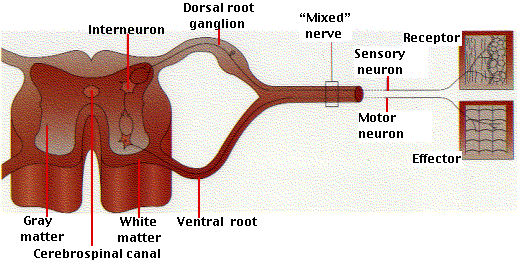 Dorsal root
ganglion
Interneuron
“Mixed”
nerve
Receptor
Sensory
neuron
Motor
neuron
Effector
Gray
matter
White
matter
Ventral root
Cerebrospinal canal